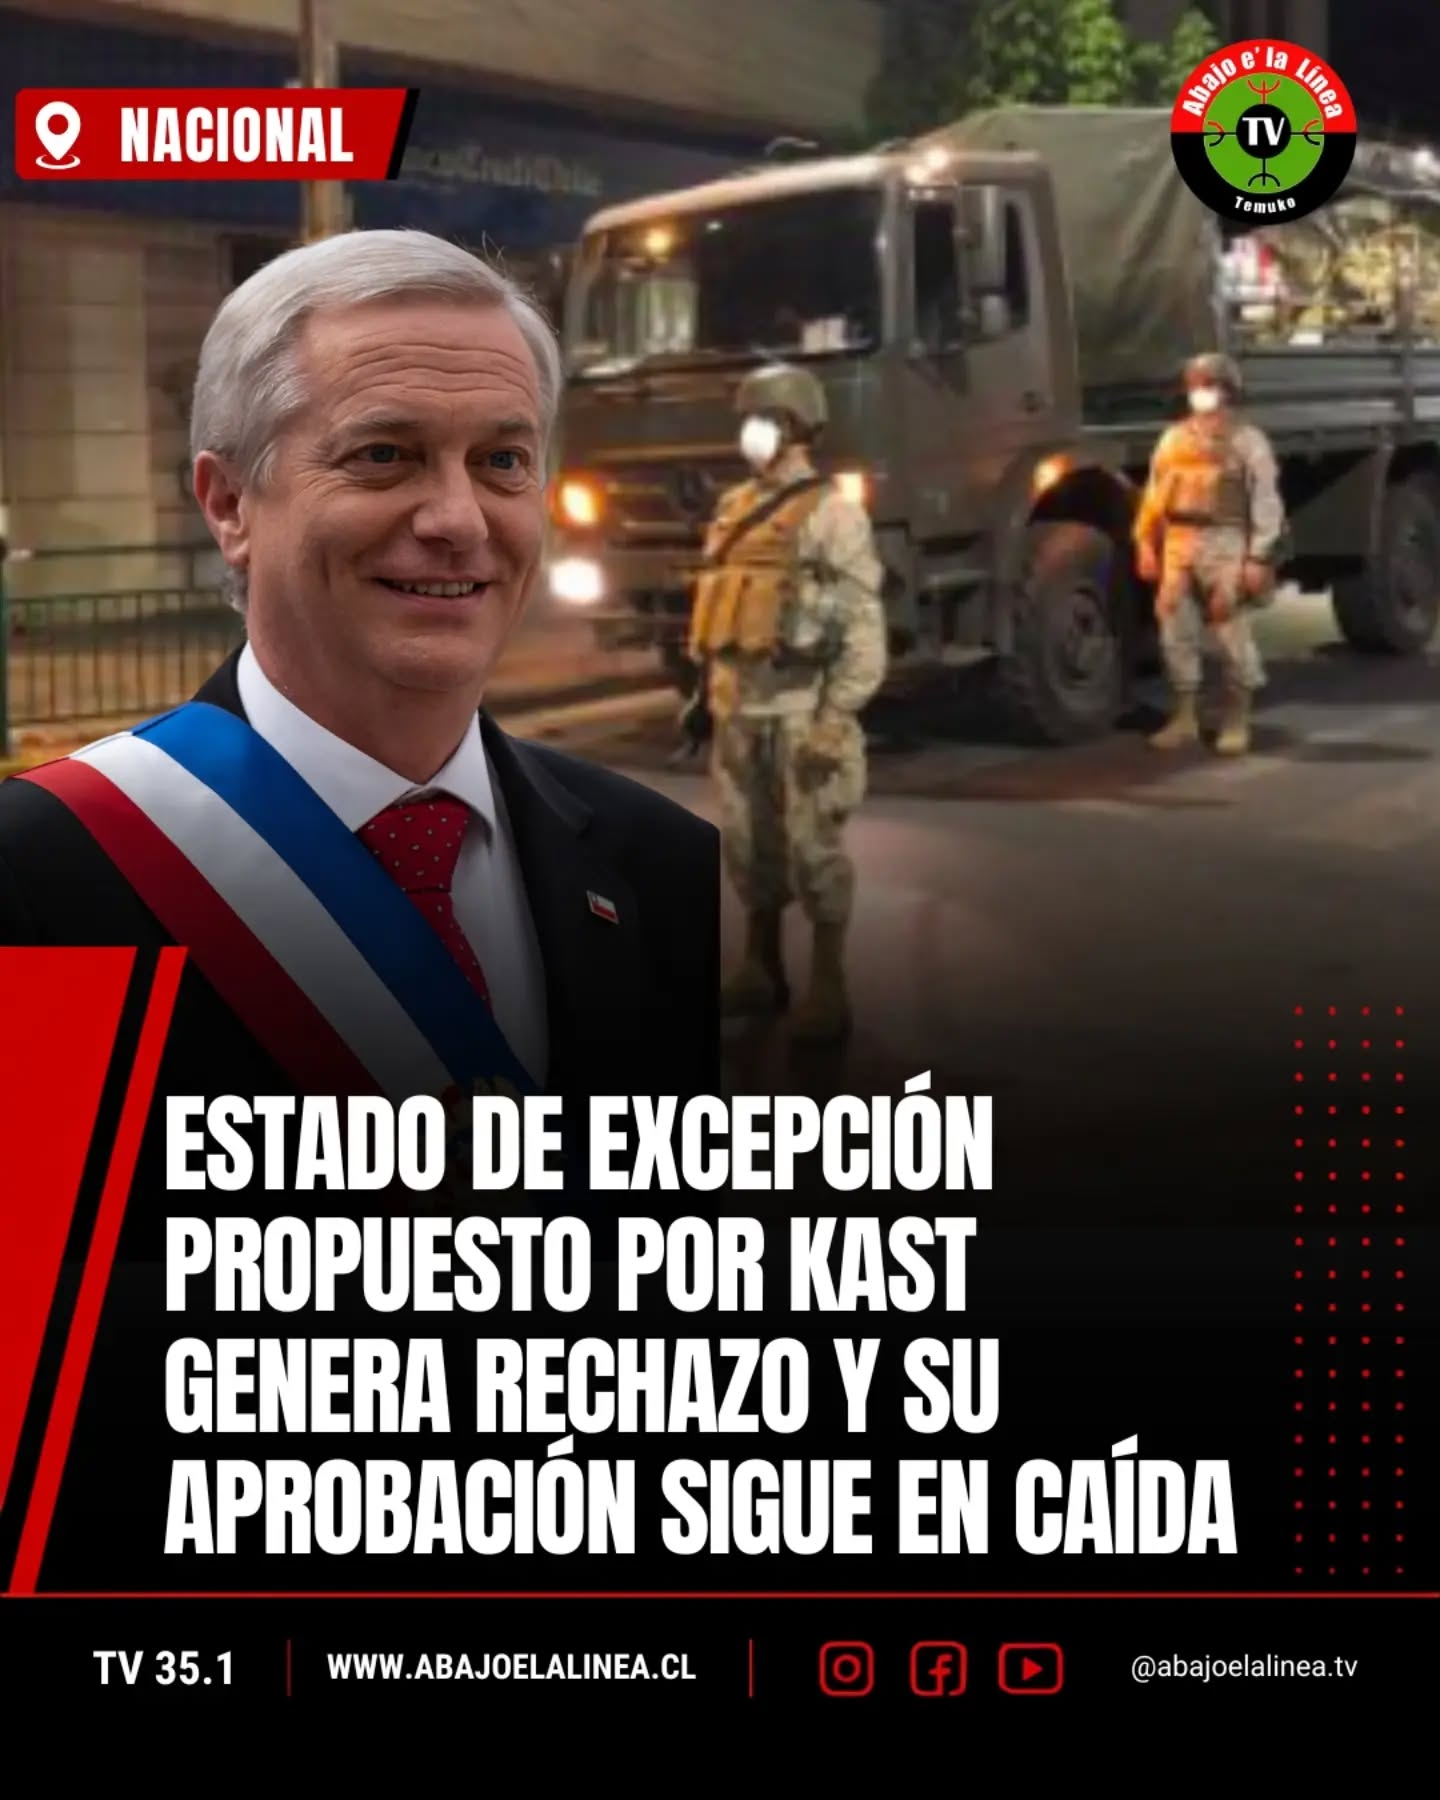 NACIONAL
Abajo e' la Línea
TV
Temuko
ESTADO DE EXCEPCIÓN
PROPUESTO POR KAST
GENERA RECHAZO Y SU
APROBACIÓN SIGUE EN CAÍDA
TV 35.1
WWW.ABAJOELALINEA.CL
@abajoelalinea.tv